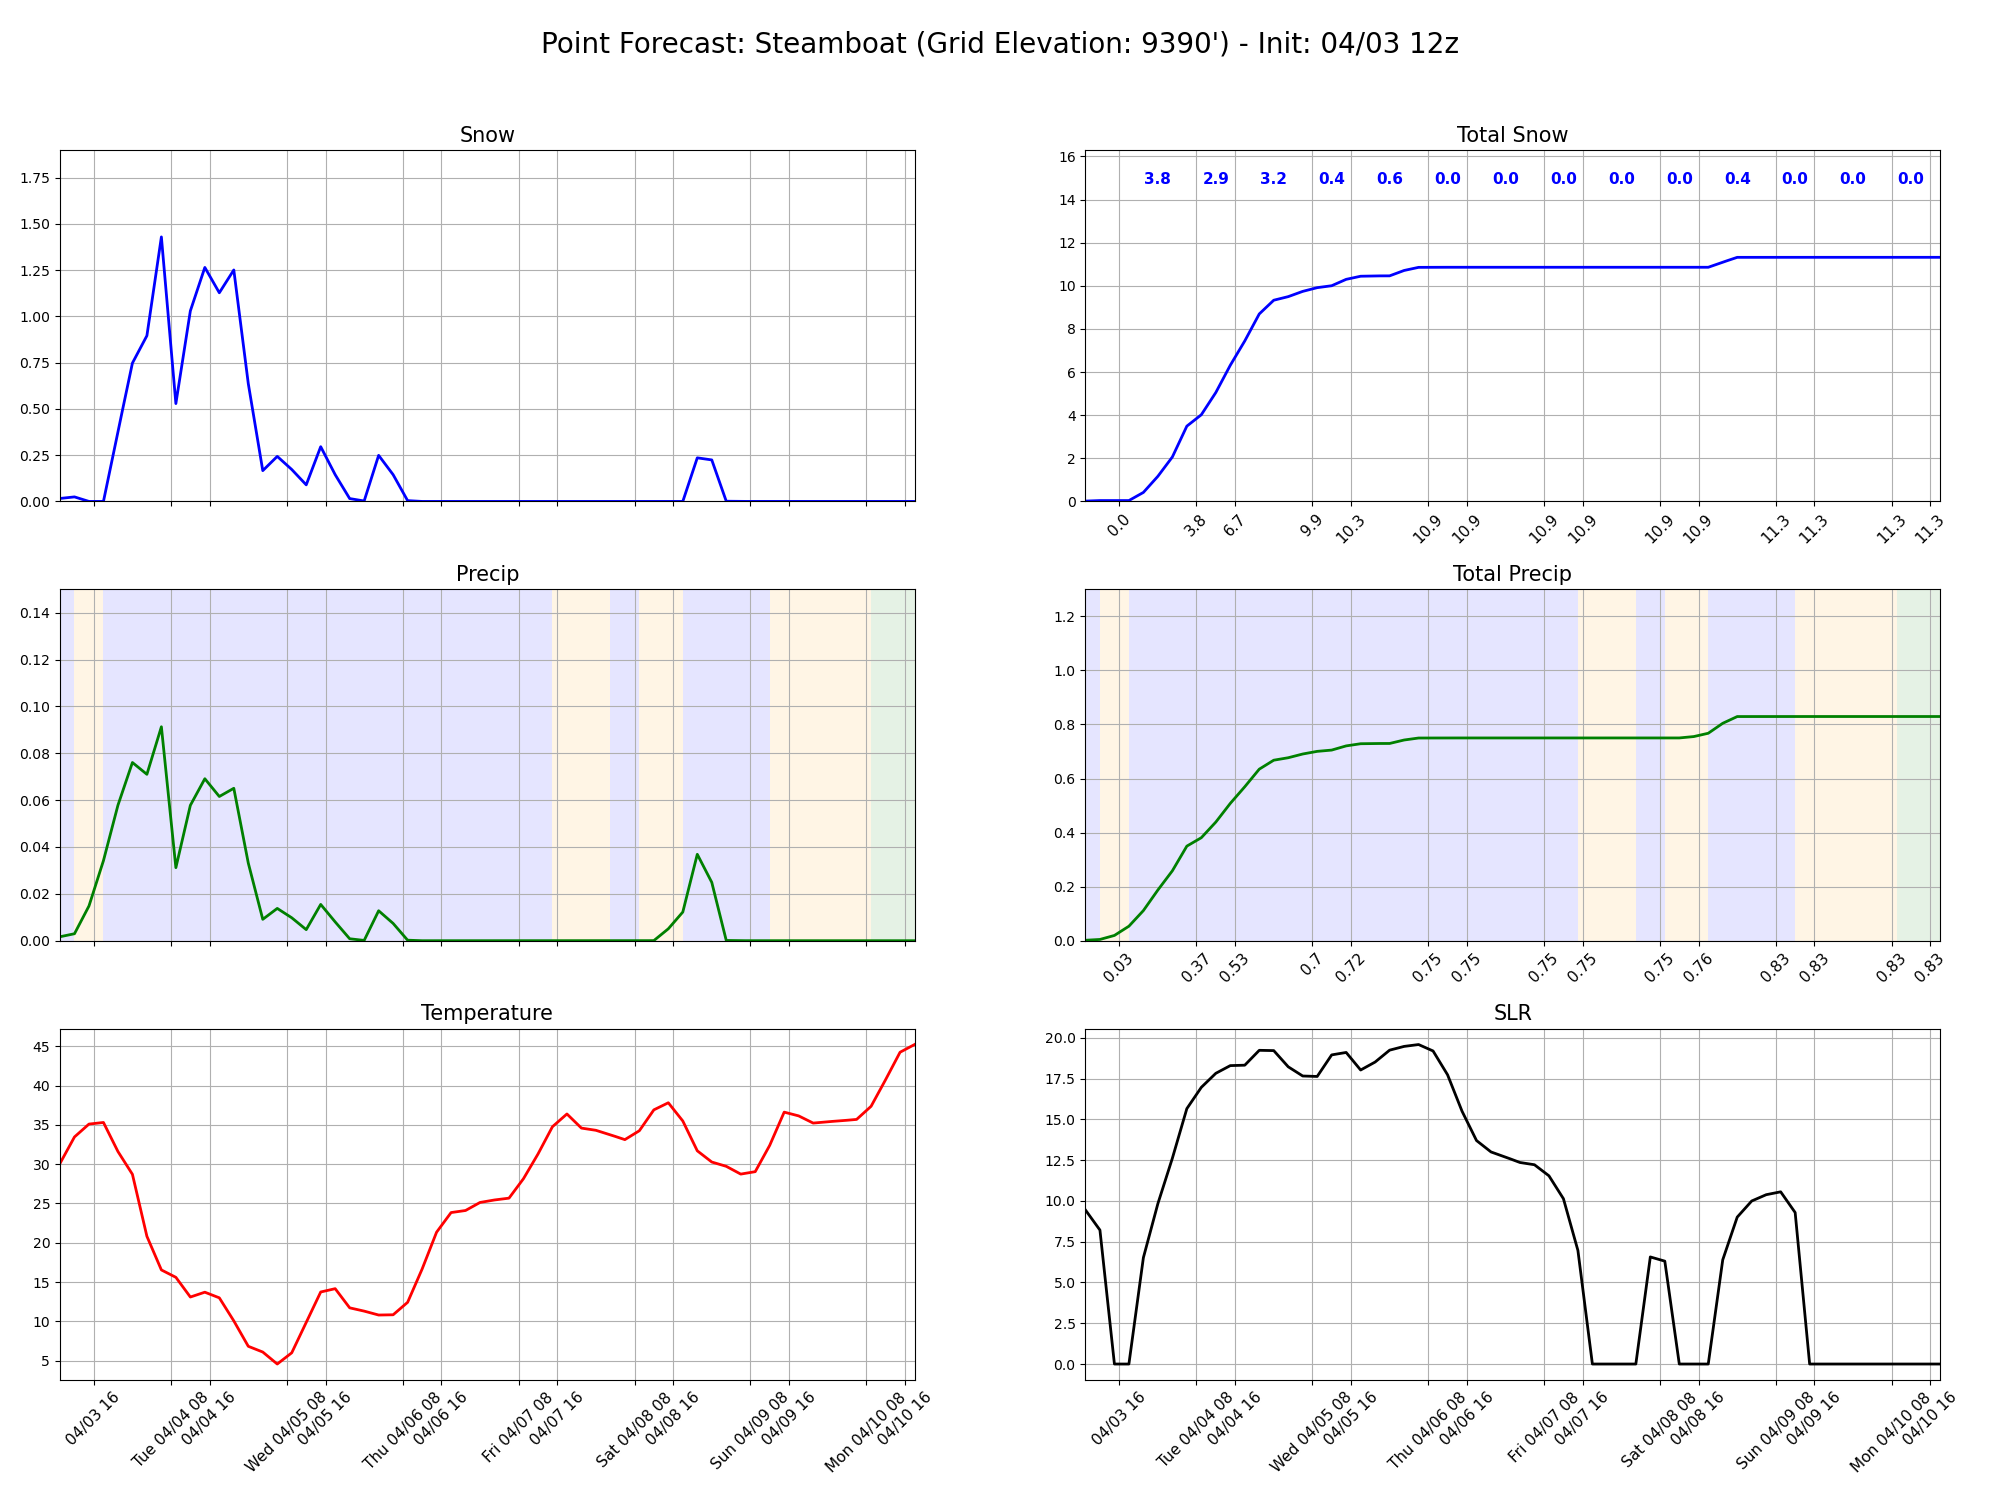 Point Forecast: Steamboat (Grid Elevation: 9390') - Init: 04/03 12z
Snow
1.75
1.50
1.25
1.00
0.75
0.50
0.25
0.00
Total Snow
16
14
12
10
8
6
4
2
0
3.8 2.9 3.2 0.4 0.6 0.0 0.0 0.0 0.0 0.0 0.4 0.0 0.0 0.0
0.0 3.8 6.7 9.9 10.3 10.9 10.9 10.9 10.9 10.9 10.9 11.3 11.3 11.3 11.3
Precip
0.14
0.12
0.10
0.08
0.06
0.04
0.02
0.00
Total Precip
1.2
1.0
0.8
0.6
0.4
0.2
0.0
0.03 0.37 0.53 0.7 0.72 0.75 0.75 0.75 0.75 0.75 0.76 0.83 0.83 0.83 0.83
Temperature
45
40
35
30
25
20
15
10
5
04/03 16
Tue 04/04 08
04/04 16
Wed 04/05 08
04/05 16
Thu 04/06 08
04/06 16
Fri 04/07 08
04/07 16
Sat 04/08 08
04/08 16
Sun 04/09 08
04/09 16
Mon 04/10 08
04/10 16
SLR
20.0
17.5
15.0
12.5
10.0
7.5
5.0
2.5
0.0
04/03 16
Tue 04/04 08
04/04 16
Wed 04/05 08
04/05 16
Thu 04/06 08
04/06 16
Fri 04/07 08
04/07 16
Sat 04/08 08
04/08 16
Sun 04/09 08
04/09 16
Mon 04/10 08
04/10 16